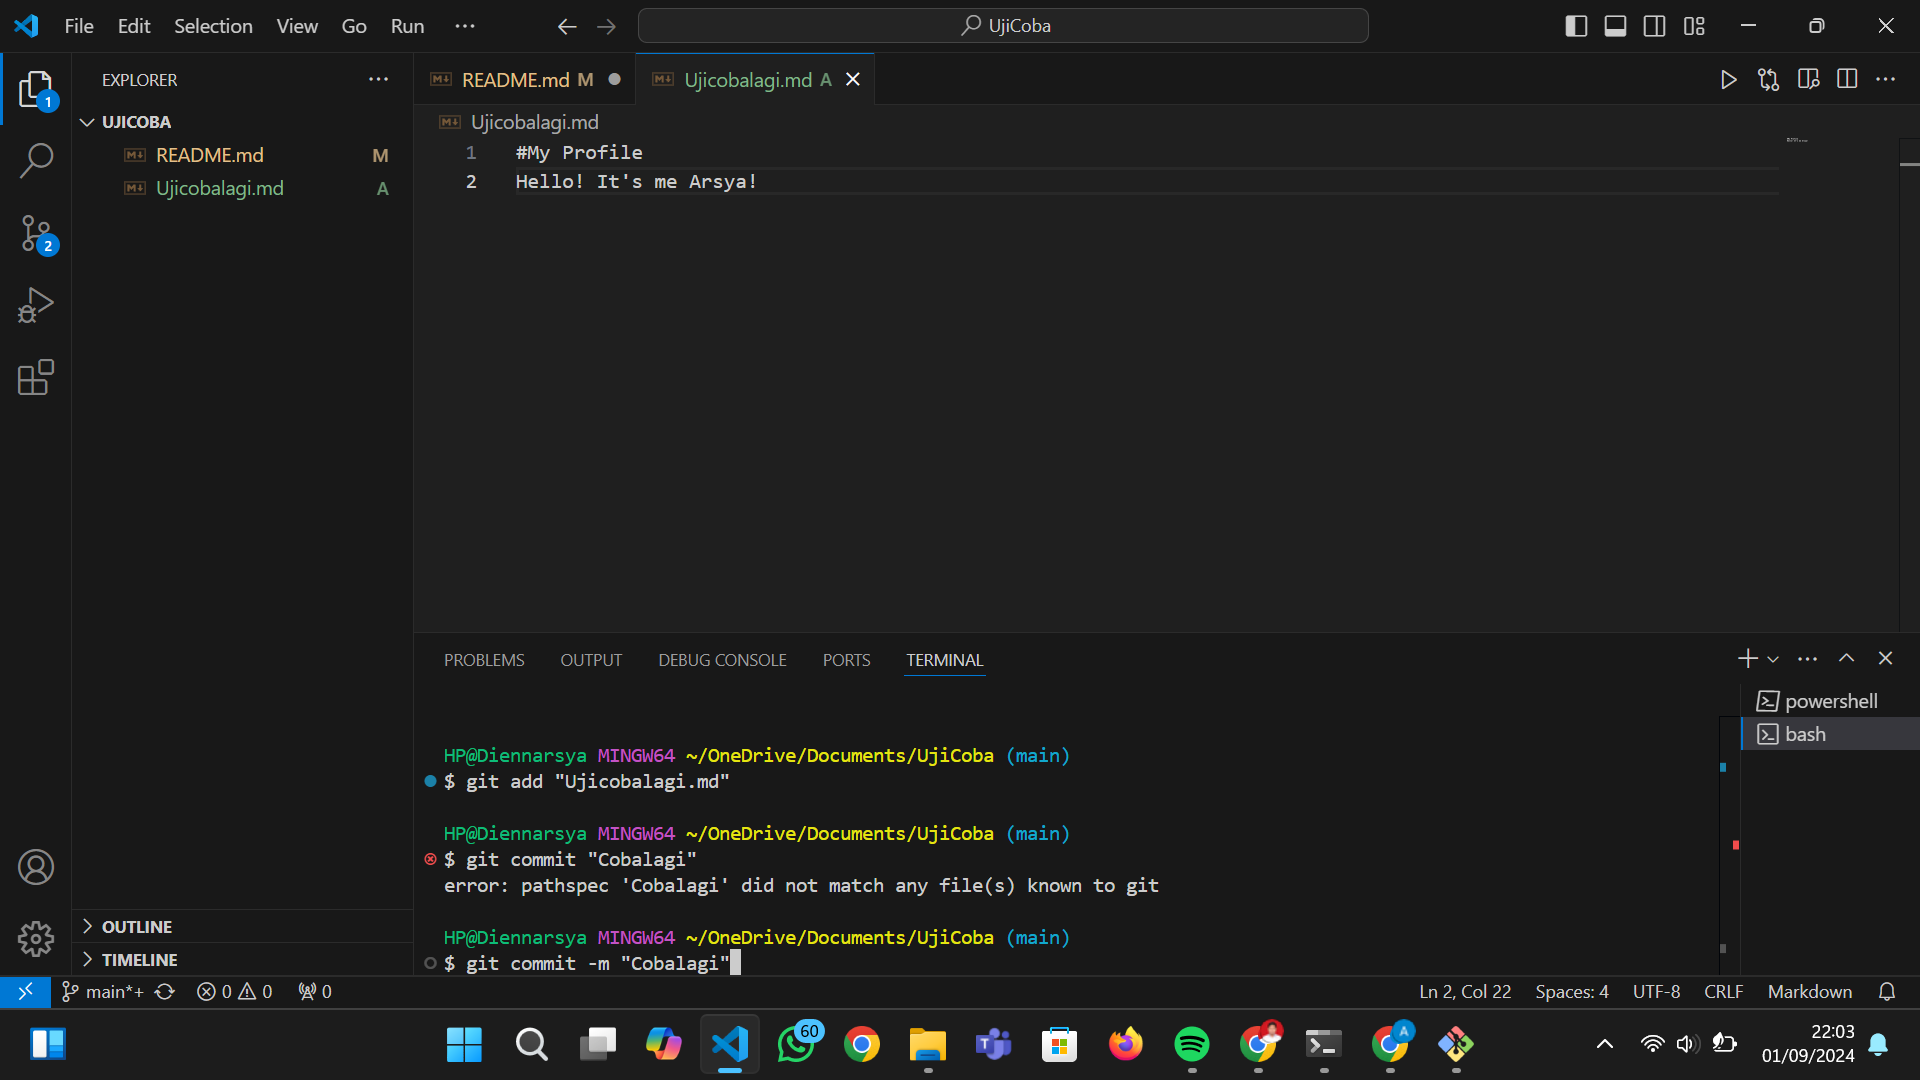 File Edit Selection View Go Run ···
UjiCoba
EXPLORER
README.md M
Ujicobalagi.md A
UJICOBA
README.md M
Ujicobalagi.md A
1
2
Ujicobalagi.md
1 #My Profile
2 Hello! It's me Arsya!
PROBLEMS OUTPUT DEBUG CONSOLE PORTS TERMINAL
powershell
bash
HP@Diennarsya MINGW64 ~/OneDrive/Documents/UjiCoba (main)
$ git add "Ujicobalagi.md"
HP@Diennarsya MINGW64 ~/OneDrive/Documents/UjiCoba (main)
$ git commit "Cobalagi"
error: pathspec 'Cobalagi' did not match any file(s) known to git
HP@Diennarsya MINGW64 ~/OneDrive/Documents/UjiCoba (main)
$ git commit -m "Cobalagi"
OUTLINE
TIMELINE
main*+ 0 0 0 Ln 2, Col 22 Spaces: 4 UTF-8 CRLF Markdown
60
A
22:03
01/09/2024